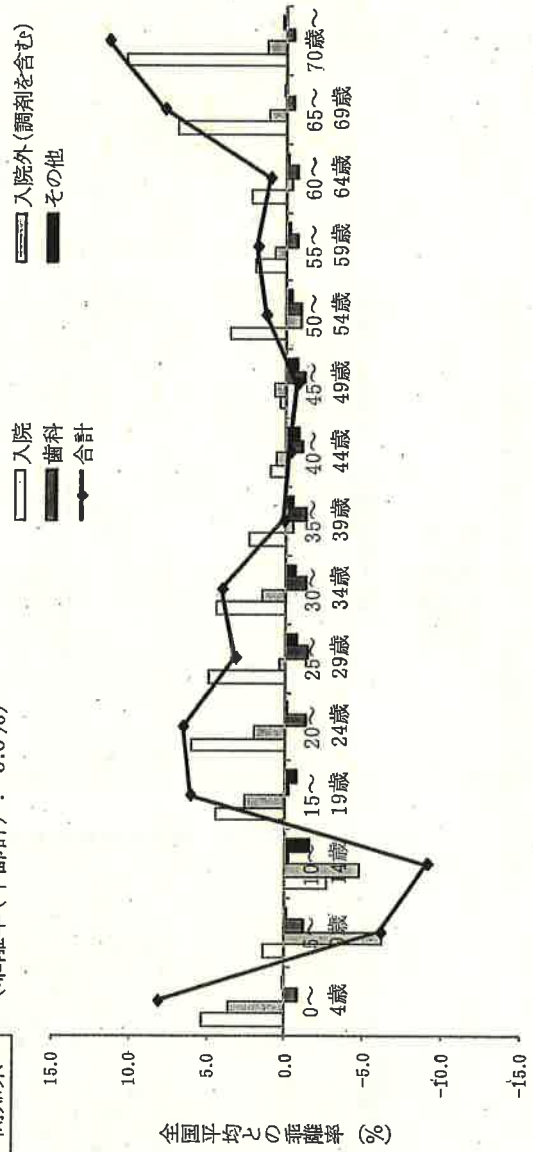 入院
歯科
合計
入院外(調剤を含む)
その他
全国平均との乖離率(%)
15.0
10.0
5.0
0.0
-5.0
-10.0
-15.0
0～
4歳
5～
9歳
10～
14歳
15～
19歳
20～
24歳
25～
29歳
30～
34歳
35～
39歳
40～
44歳
45～
49歳
50～
54歳
55～
59歳
60～
64歳
65～
69歳
70歳～